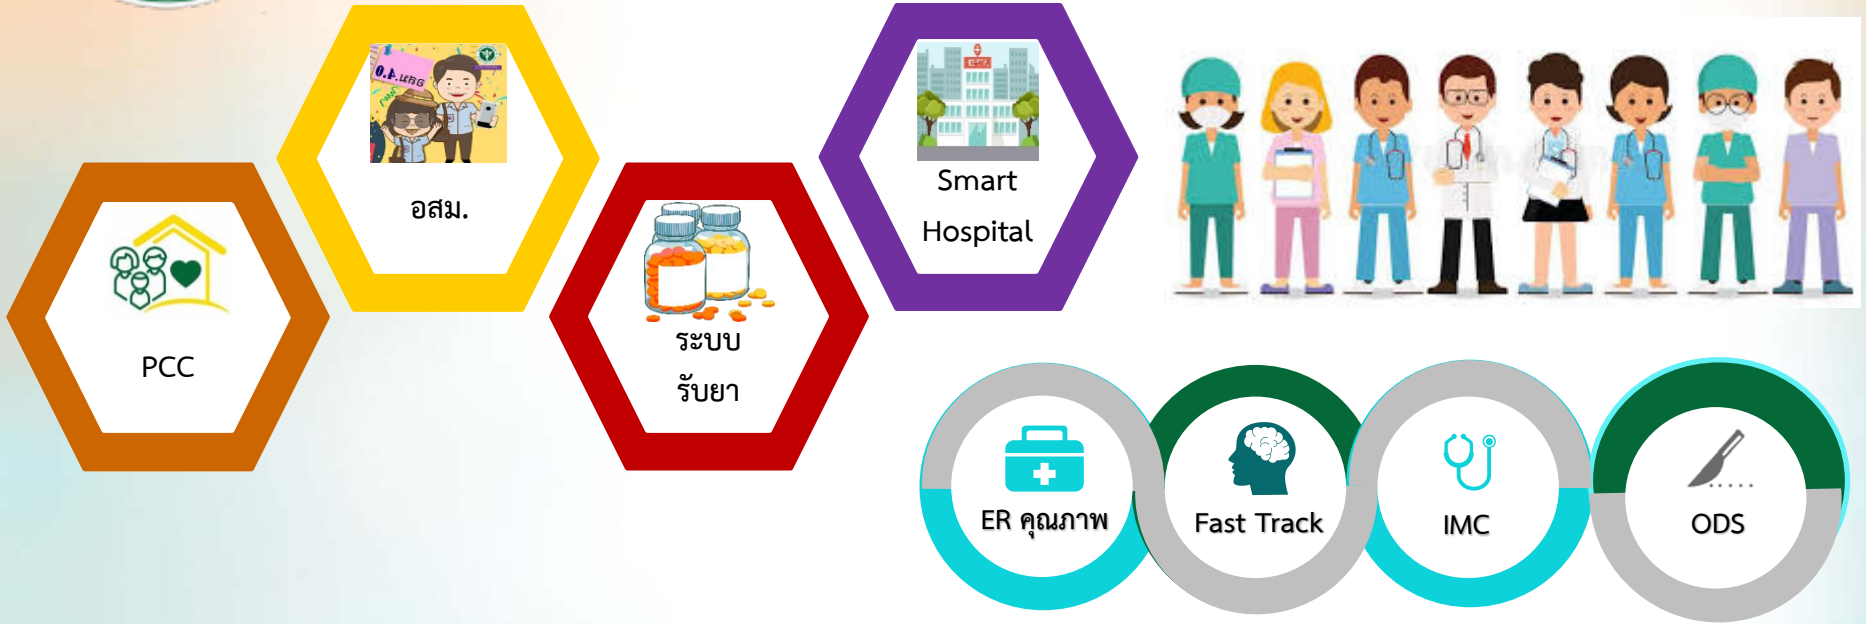 อสม.
Smart
Hospital
PCC
ระบบ
รับยา
ER คุณภาพ
Fast Track
IMC
ODS